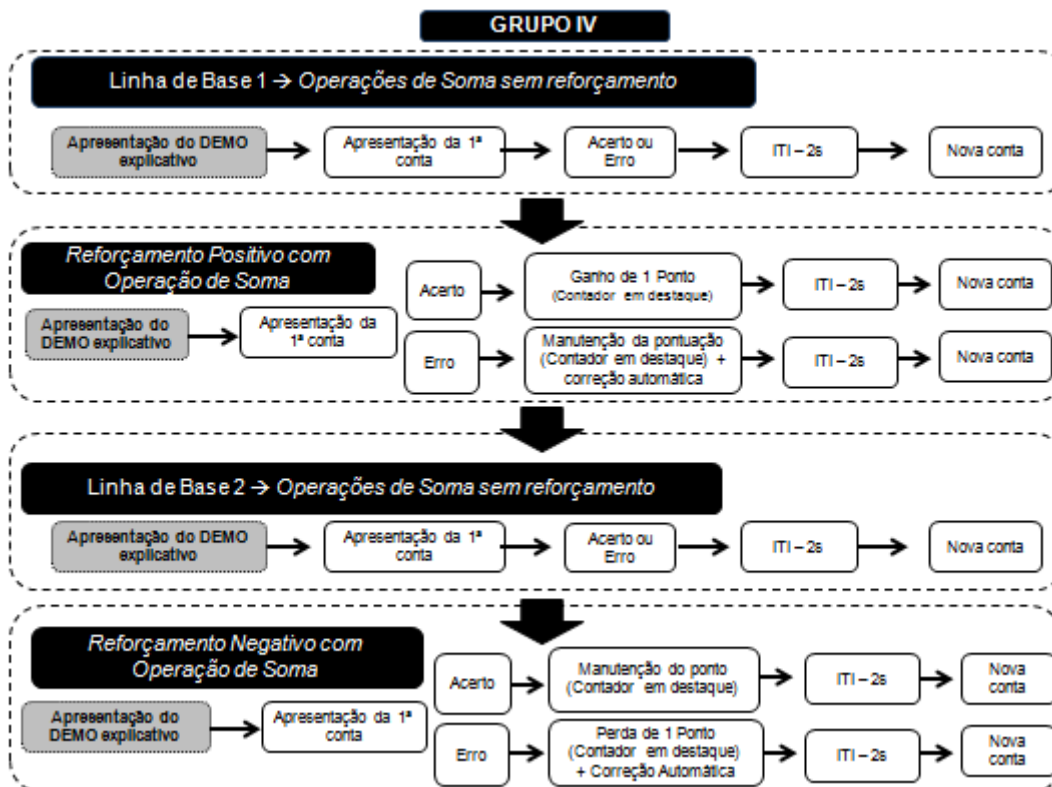 GRUPO IV
Linha de Base 1 → Operações de Soma sem reforçamento
Apresentação do DEMO
explicativo
Apresentação da 1ª
conta
Acerto ou
Erro
ITI – 2s
Nova conta
Reforçamento Positivo com
Operação de Soma
Apresentação do
DEMO explicativo
Apresentação da
1ª conta
Acerto
Ganho de 1 Ponto
(Contador em destaque)
ITI – 2s
Nova conta
Erro
Manutenção da pontuação
(Contador em destaque) +
correção automática
ITI – 2s
Nova conta
Linha de Base 2 → Operações de Soma sem reforçamento
Apresentação do DEMO
explicativo
Apresentação da 1ª
conta
Acerto ou
Erro
ITI – 2s
Nova conta
Reforçamento Negativo com
Operação de Soma
Apresentação do
DEMO explicativo
Apresentação da 1ª
conta
Acerto
Manutenção do ponto
(Contador em destaque)
ITI – 2s
Nova
conta
Erro
Perda de 1 Ponto
(Contador em destaque)
+ Correção Automática
ITI – 2s
Nova
conta